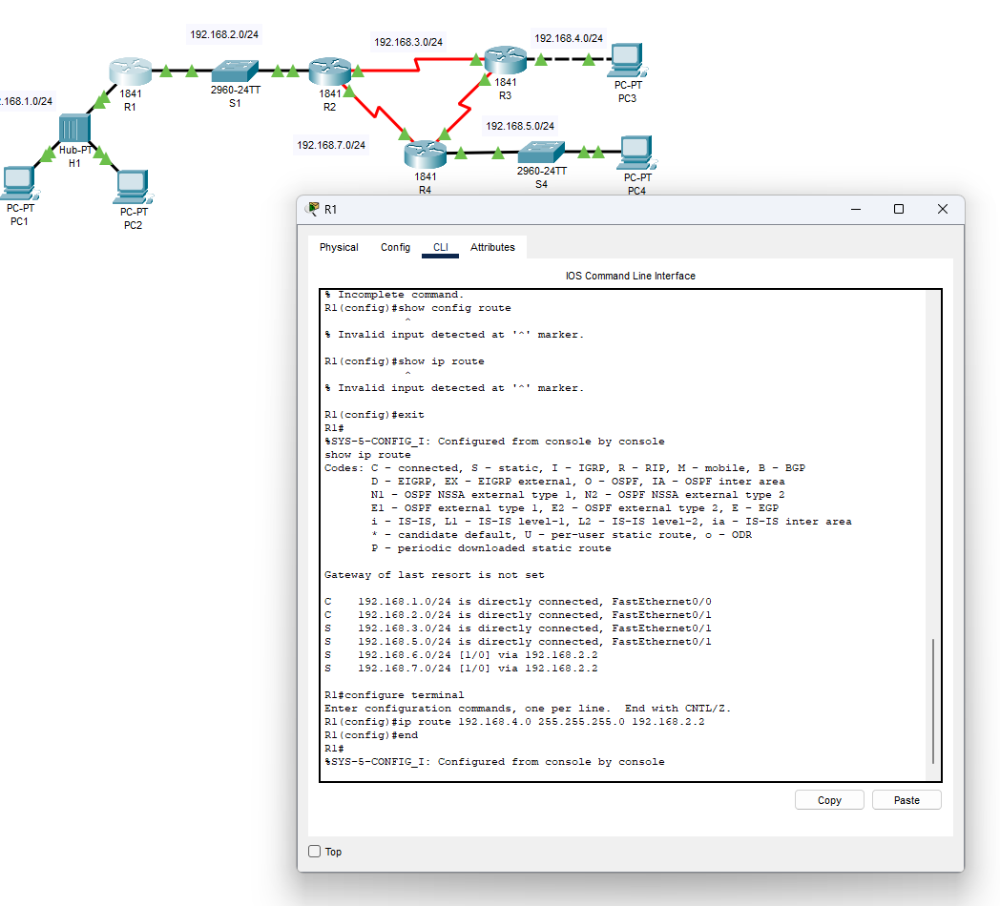 192.168.2.0/24
192.168.3.0/24
192.168.4.0/24
.168.1.0/24
1841
R1
2960-24TT
S1
1841
R2
1841
R3
PC-PT
PC3
192.168.5.0/24
192.168.7.0/24
Hub-PT
H1
1841
R4
2960-24TT
S4
PC-PT
PC4
PC-PT
PC1
PC-PT
PC2
R1
Physical Config CLI Attributes
IOS Command Line Interface
% Incomplete command.
R1(config)#show config route
^
% Invalid input detected at '^' marker.
R1(config)#show ip route
^
% Invalid input detected at '^' marker.
R1(config)#exit
R1#
%SYS-5-CONFIG_I: Configured from console by console
show ip route
Codes: C - connected, S - static, I - IGRP, R - RIP, M - mobile, B - BGP
D - EIGRP, EX - EIGRP external, O - OSPF, IA - OSPF inter area
N1 - OSPF NSSA external type 1, N2 - OSPF NSSA external type 2
E1 - OSPF external type 1, E2 - OSPF external type 2, E - EGP
i - IS-IS, L1 - IS-IS level-1, L2 - IS-IS level-2, ia - IS-IS inter area
* - candidate default, U - per-user static route, o - ODR
P - periodic downloaded static route
Gateway of last resort is not set
C 192.168.1.0/24 is directly connected, FastEthernet0/0
C 192.168.2.0/24 is directly connected, FastEthernet0/1
S 192.168.3.0/24 is directly connected, FastEthernet0/1
S 192.168.5.0/24 is directly connected, FastEthernet0/1
S 192.168.6.0/24 [1/0] via 192.168.2.2
S 192.168.7.0/24 [1/0] via 192.168.2.2
R1#configure terminal
Enter configuration commands, one per line. End with CNTL/Z.
R1(config)#ip route 192.168.4.0 255.255.255.0 192.168.2.2
R1(config)#end
R1#
%SYS-5-CONFIG_I: Configured from console by console
Copy Paste
Top